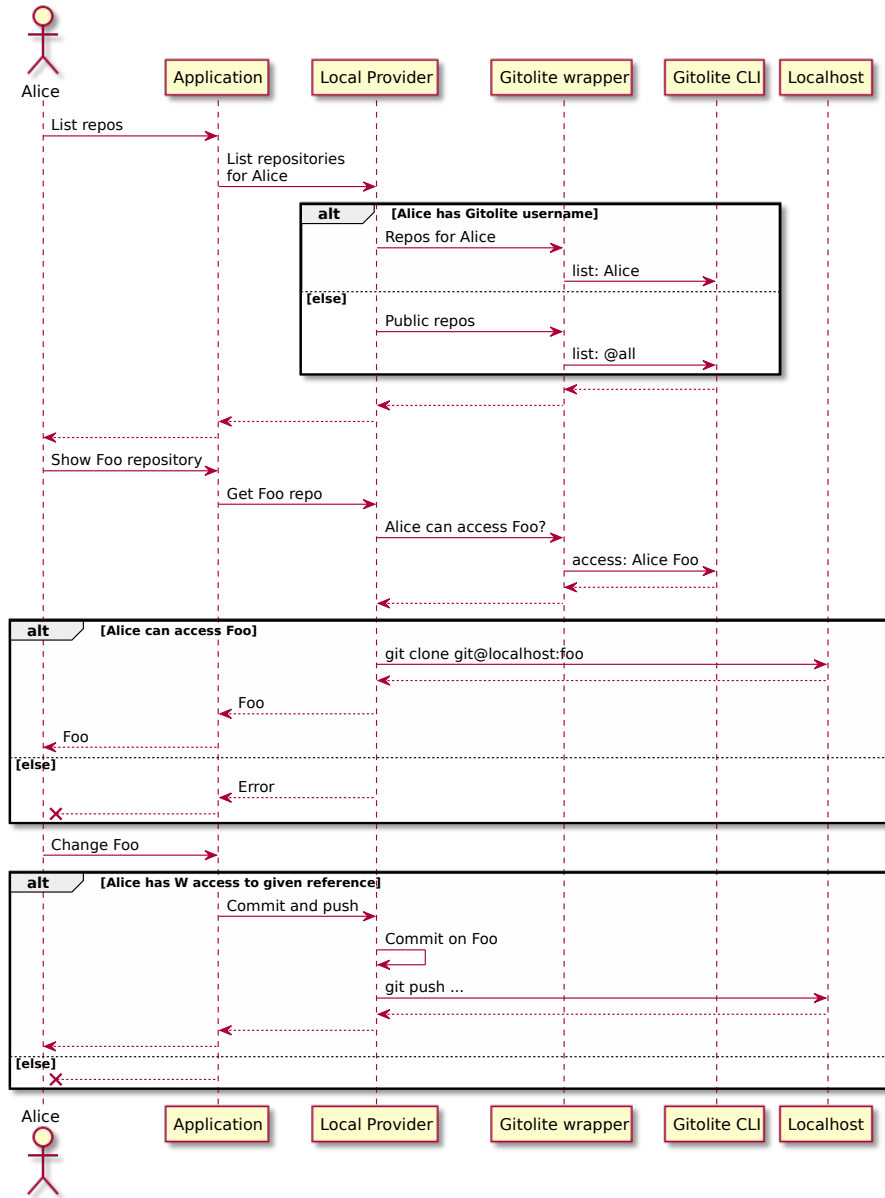 Alice
Application
Local Provider
Gitolite wrapper
Gitolite CLI
Localhost
List repos
List repositories
for Alice
alt
[Alice has Gitolite username]
Repos for Alice
list: Alice
[else]
Public repos
list: @all
Show Foo repository
Get Foo repo
Alice can access Foo?
access: Alice Foo
alt
[Alice can access Foo]
git clone git@localhost:foo
Foo
Foo
[else]
Error
Change Foo
alt
[Alice has W access to given reference]
Commit and push
Commit on Foo
git push ...
[else]
Alice
Application
Local Provider
Gitolite wrapper
Gitolite CLI
Localhost